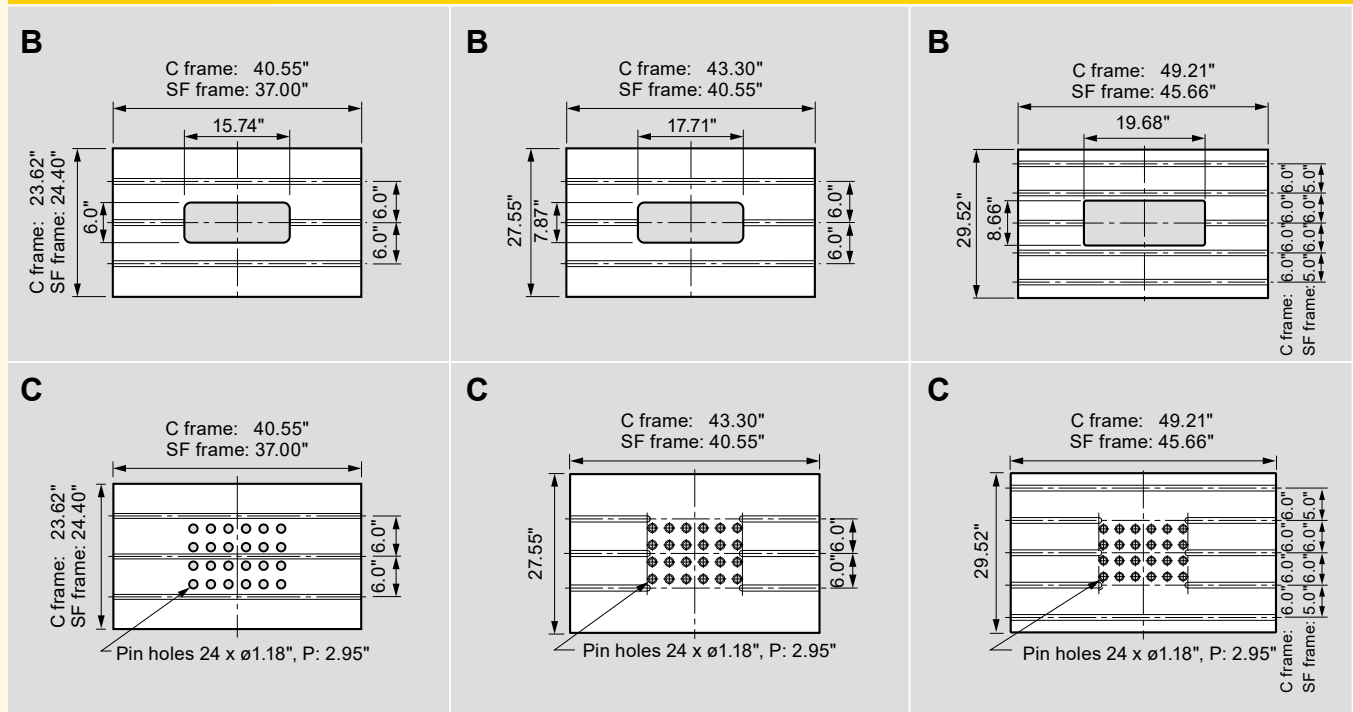 B
C frame: 40.55"
SF frame: 37.00"
15.74"
C frame: 23.62"
SF frame: 24.40"
6.0"
6.0"
6.0"
B
C frame: 43.30"
SF frame: 40.55"
17.71"
27.55"
7.87"
6.0"
6.0"
B
C frame: 49.21"
SF frame: 45.66"
19.68"
29.52"
8.66"
C frame: 6.0" 6.0" 6.0" 6.0"
SF frame: 5.0" 6.0" 6.0" 5.0"
C
C frame: 40.55"
SF frame: 37.00"
C frame: 23.62"
SF frame: 24.40"
6.0"
6.0"
Pin holes 24 x ø1.18", P: 2.95"
C
C frame: 43.30"
SF frame: 40.55"
27.55"
6.0"
6.0"
Pin holes 24 x ø1.18", P: 2.95"
C
C frame: 49.21"
SF frame: 45.66"
29.52"
C frame: 6.0" 6.0" 6.0" 6.0"
SF frame: 5.0" 6.0" 6.0" 5.0"
Pin holes 24 x ø1.18", P: 2.95"